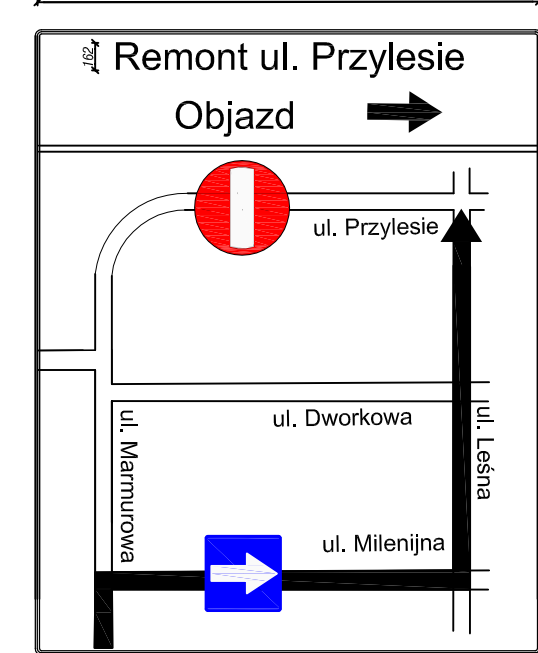 162
Remont ul. Przylesie
Objazd
ul. Przylesie
ul. Dworkowa
ul. Marmurowa
ul. Leśna
ul. Milenijna